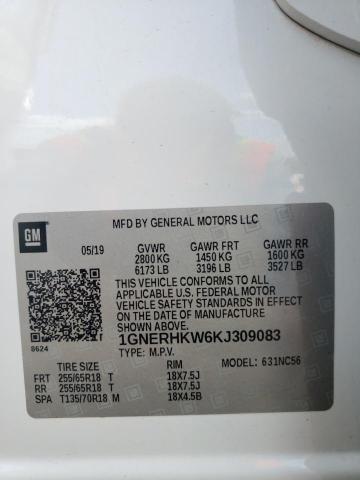 GM
MFD BY GENERAL MOTORS LLC
05/19 GVWR GAWR FRT GAWR RR
2800 KG 1450 KG 1600 KG
6173 LB 3196 LB 3527 LB
THIS VEHICLE CONFORMS TO ALL
APPLICABLE U.S. FEDERAL MOTOR
VEHICLE SAFETY STANDARDS IN EFFECT
ON THE DATE OF MANUFACTURE
SHOWN ABOVE.
1GNERHKW6KJ309083
8624 TYPE: M.P.V. MODEL: 631NC56
TIRE SIZE RIM
FRT 255/65R18 T 18X7.5J
RR 255/65R18 T 18X7.5J
SPA T135/70R18 M 18X4.5B